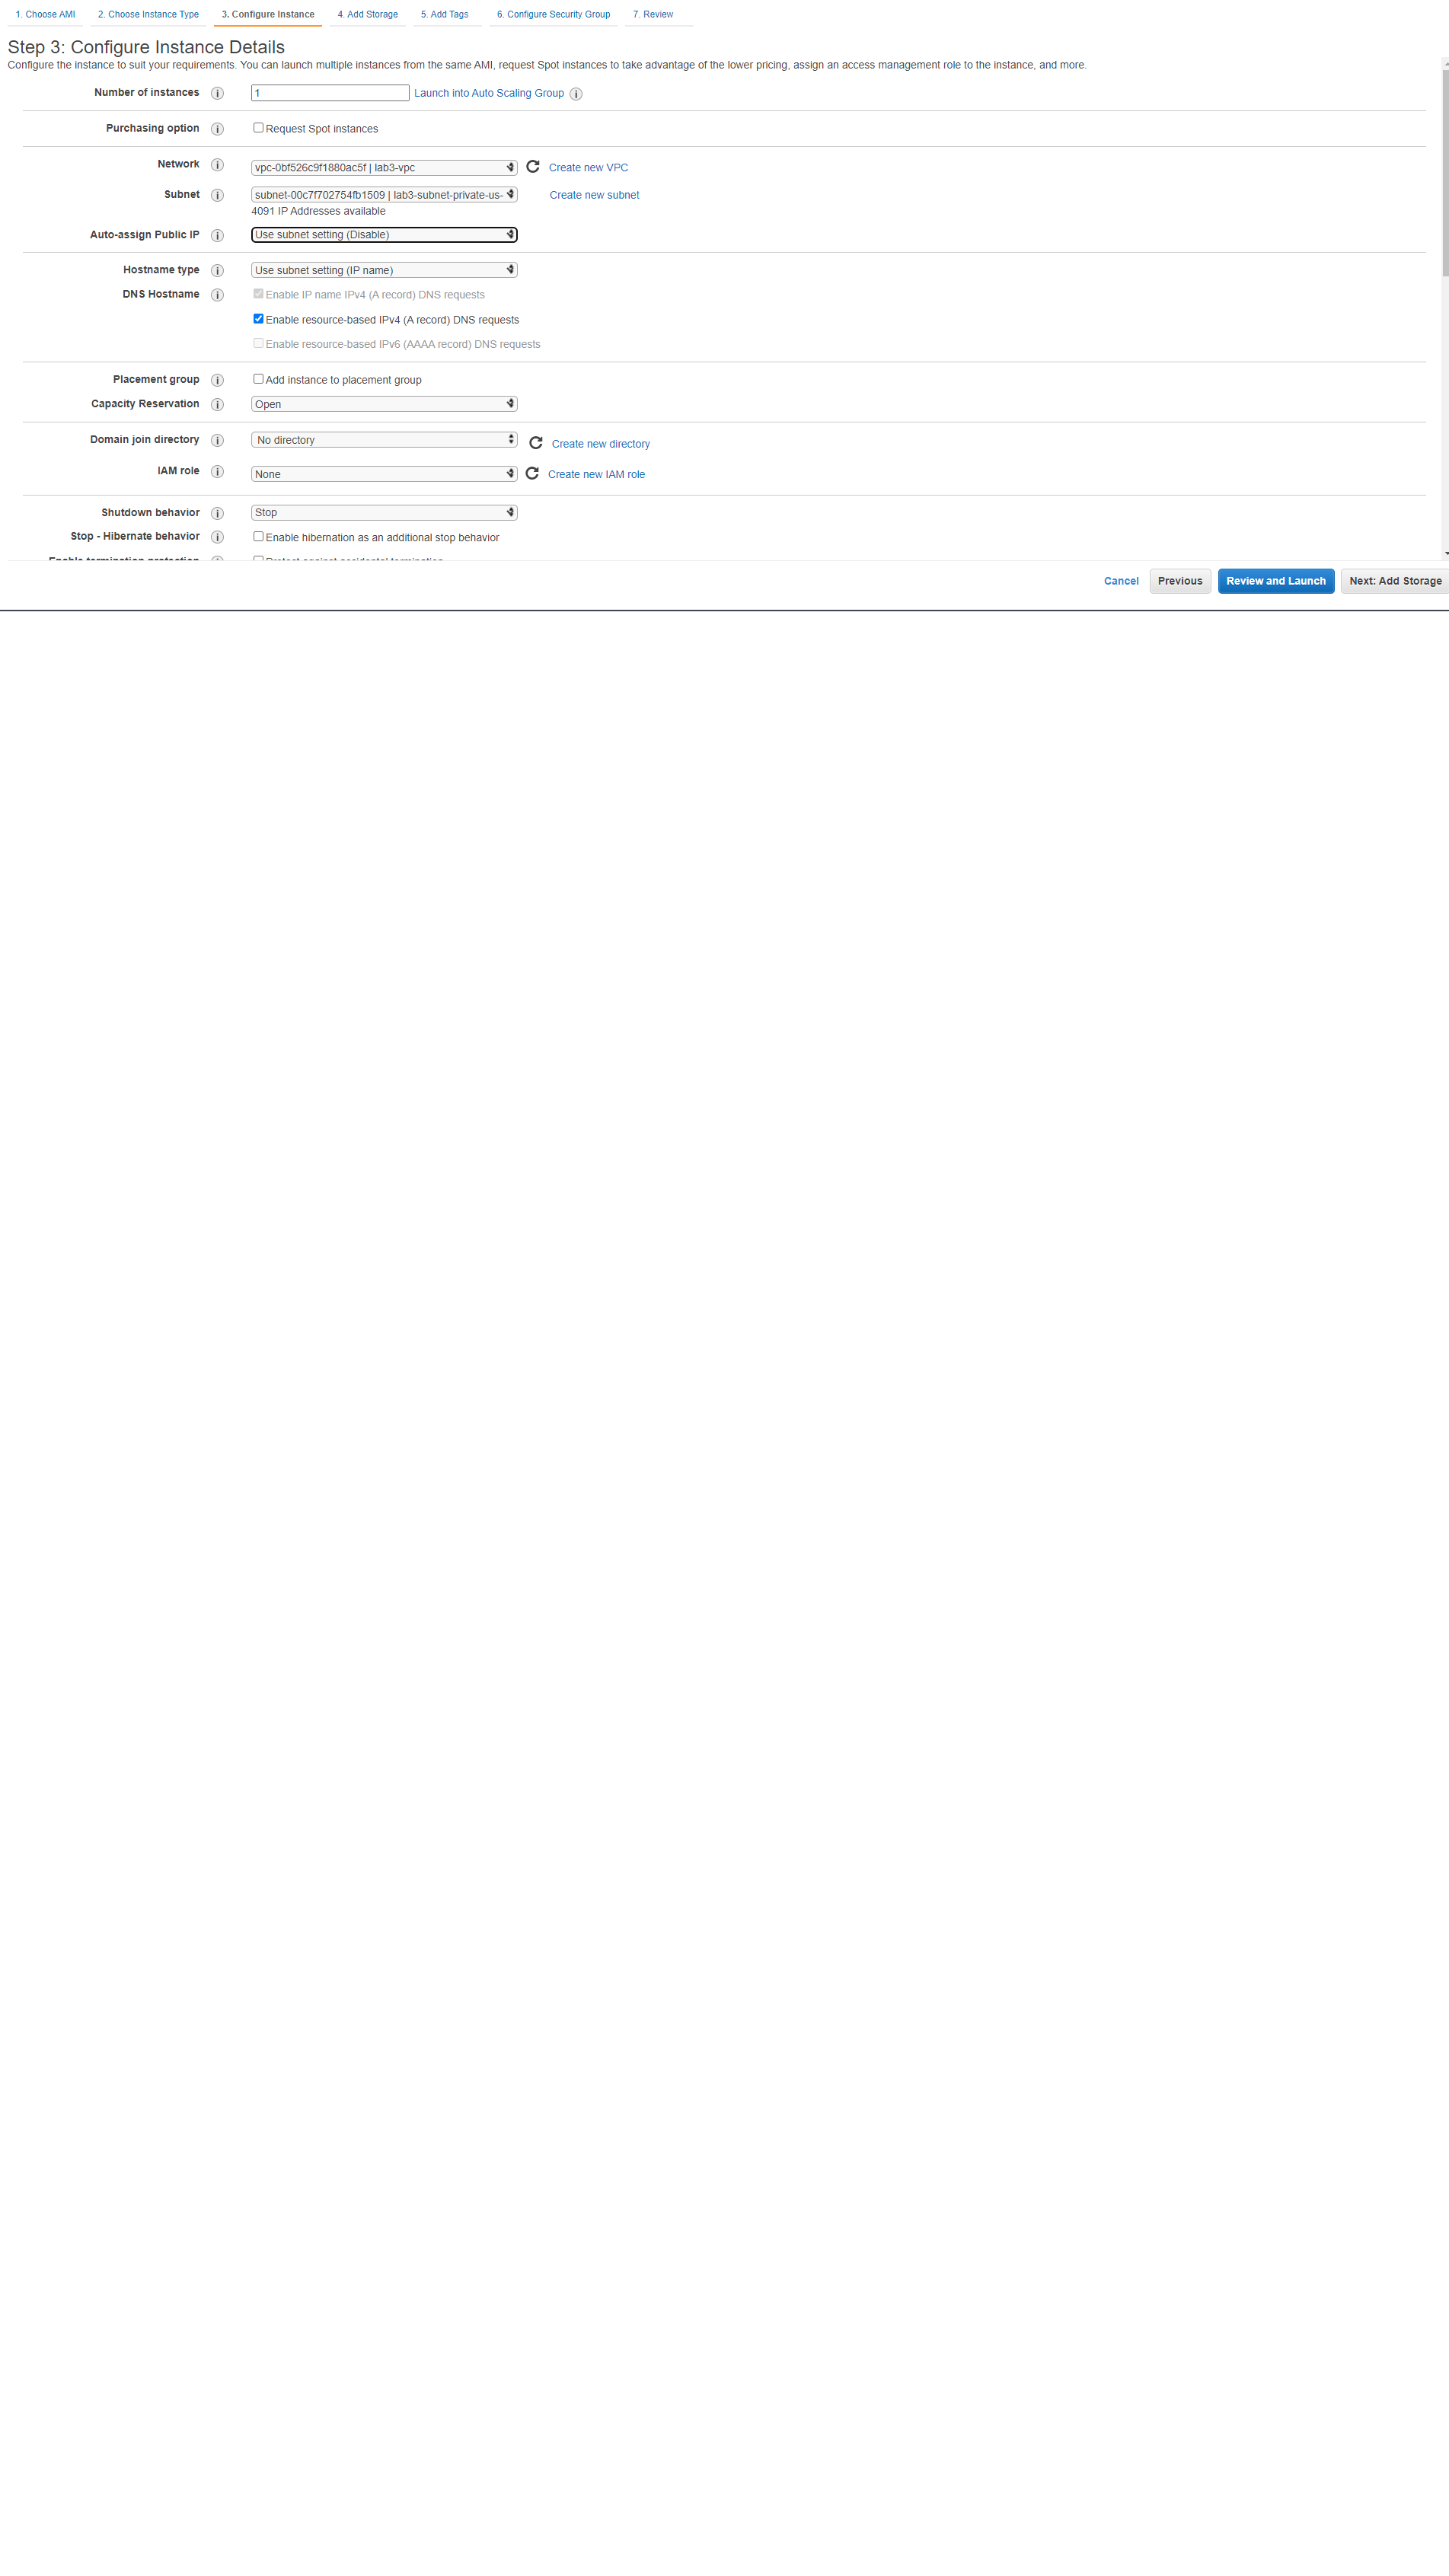 1. Choose AMI 2. Choose Instance Type 3. Configure Instance 4. Add Storage 5. Add Tags 6. Configure Security Group 7. Review
Step 3: Configure Instance Details
Configure the instance to suit your requirements. You can launch multiple instances from the same AMI, request Spot instances to take advantage of the lower pricing, assign an access management role to the instance, and more.
Number of instances 1 Launch into Auto Scaling Group
Purchasing option Request Spot instances
Network vpc-0bf526c9f1880ac5f | lab3-vpc Create new VPC
Subnet subnet-00c7f702754fb1509 | lab3-subnet-private-us- Create new subnet
4091 IP Addresses available
Auto-assign Public IP Use subnet setting (Disable)
Hostname type Use subnet setting (IP name)
DNS Hostname Enable IP name IPv4 (A record) DNS requests
Enable resource-based IPv4 (A record) DNS requests
Enable resource-based IPv6 (AAAA record) DNS requests
Placement group Add instance to placement group
Capacity Reservation Open
Domain join directory No directory Create new directory
IAM role None Create new IAM role
Shutdown behavior Stop
Stop - Hibernate behavior Enable hibernation as an additional stop behavior
Enable termination protection Protect against accidental termination
Cancel Previous Review and Launch Next: Add Storage